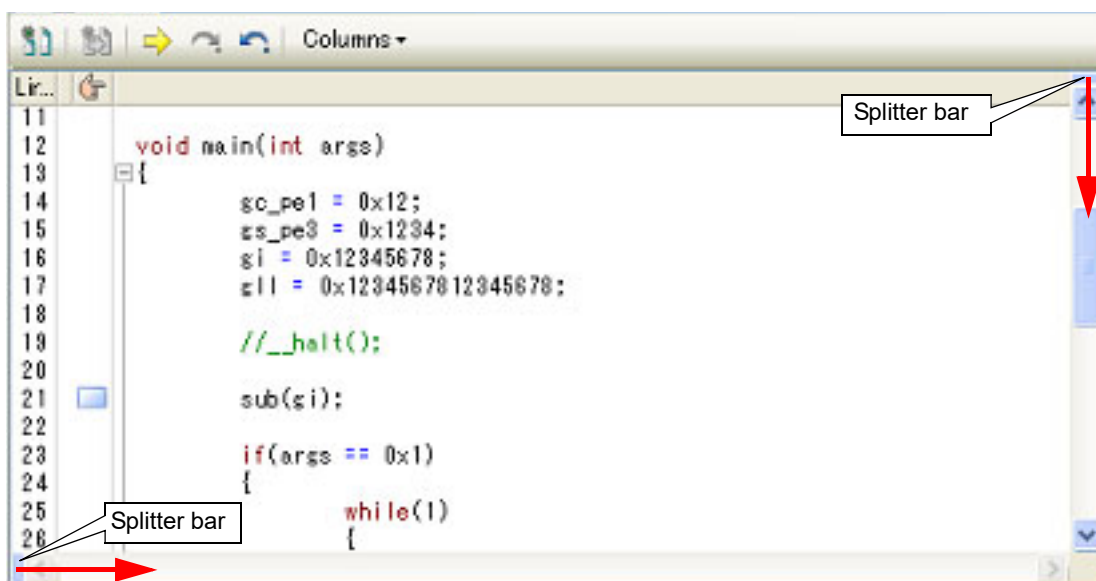 Columns
Lir...
Splitter bar
11
12 void main(int args)
13 {
14 gc_pe1 = 0x12;
15 gs_pe3 = 0x1234;
16 gi = 0x12345678;
17 gll = 0x1234567812345678;
18
19 //__halt();
20
21 sub(gi);
22
23 if(args == 0x1)
24 {
25 while(1)
Splitter bar
26 {